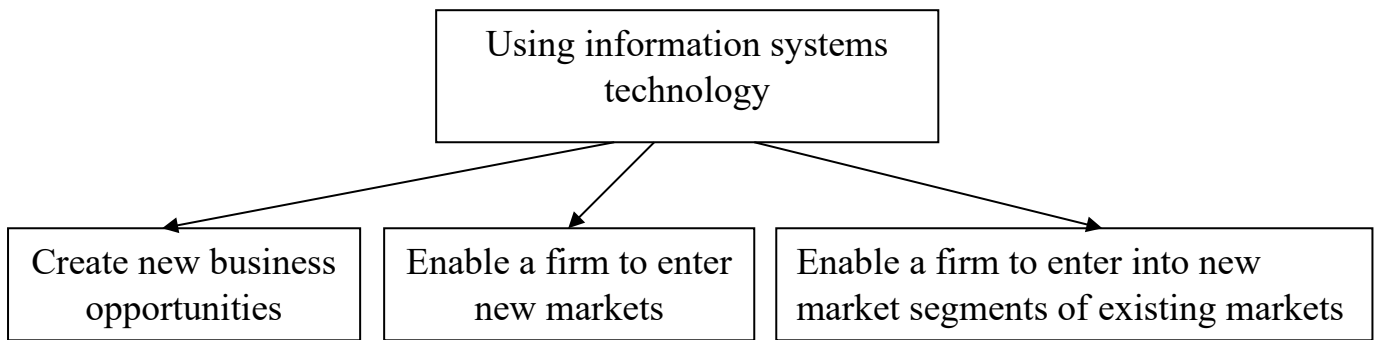 Using information systems
technology
Create new business
opportunities
Enable a firm to enter
new markets
Enable a firm to enter into new
market segments of existing markets